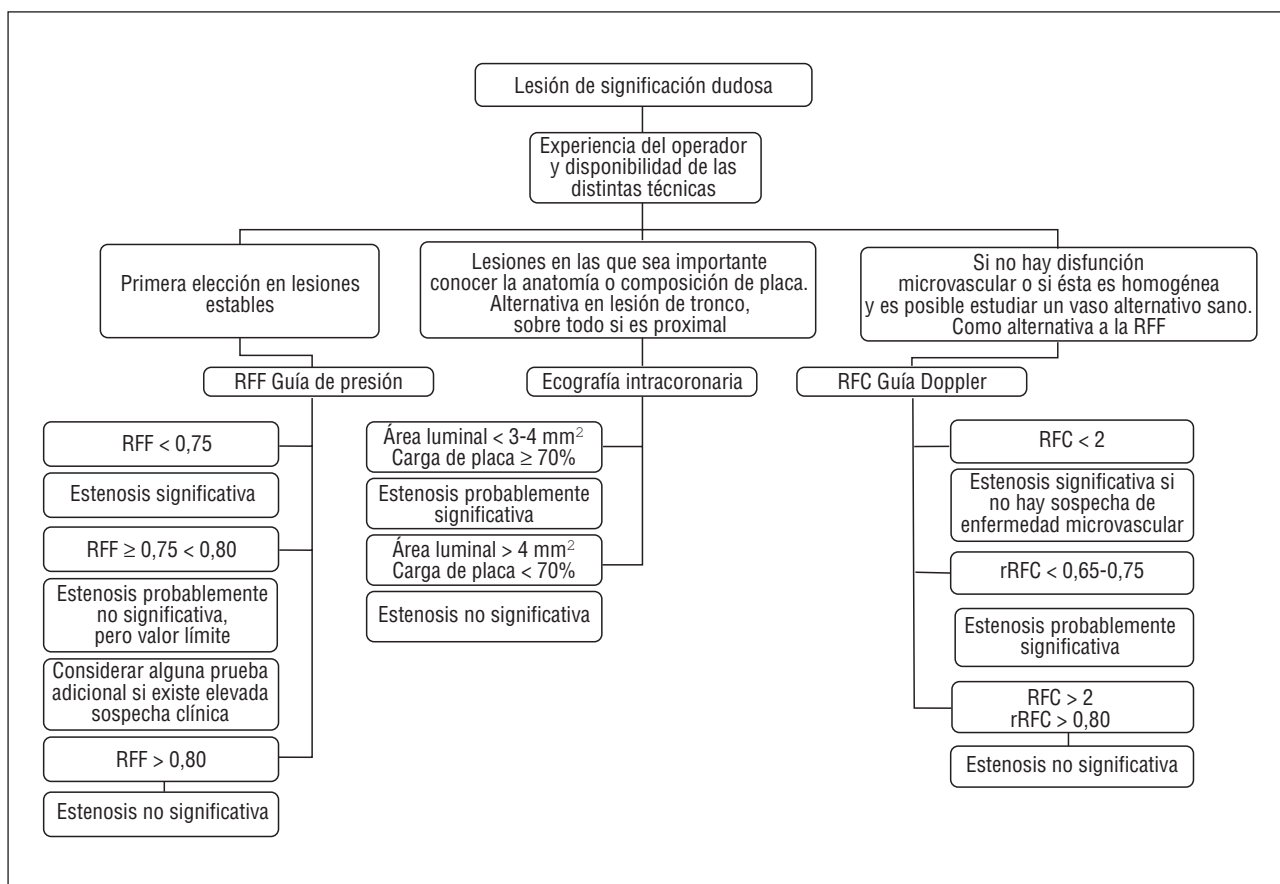 Lesión de significación dudosa
Experiencia del operador
y disponibilidad de las
distintas técnicas
Primera elección en lesiones
estables
Lesiones en las que sea importante
conocer la anatomía o composición de placa.
Alternativa en lesión de tronco,
sobre todo si es proximal
Si no hay disfunción
microvascular o si ésta es homogénea
y es posible estudiar un vaso alternativo sano.
Como alternativa a la RFF
RFF Guía de presión
RFF < 0,75
Estenosis significativa
RFF ≥ 0,75 < 0,80
Estenosis probablemente
no significativa,
pero valor límite
Considerar alguna prueba
adicional si existe elevada
sospecha clínica
RFF > 0,80
Estenosis no significativa
Ecografía intracoronaria
Área luminal < 3-4 mm²
Carga de placa ≥ 70%
Estenosis probablemente
significativa
Área luminal > 4 mm²
Carga de placa < 70%
Estenosis no significativa
RFC Guía Doppler
RFC < 2
Estenosis significativa si
no hay sospecha de
enfermedad microvascular
rRFC < 0,65-0,75
Estenosis probablemente
significativa
RFC > 2
rRFC > 0,80
Estenosis no significativa